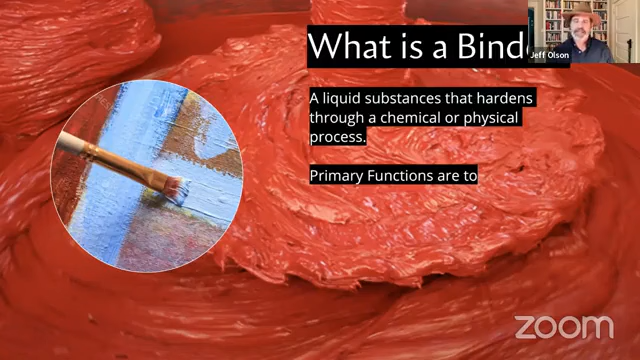 What is a Bind
Jeff Olson
A liquid substances that hardens
through a chemical or physical
process.
Primary Functions are to
zoom